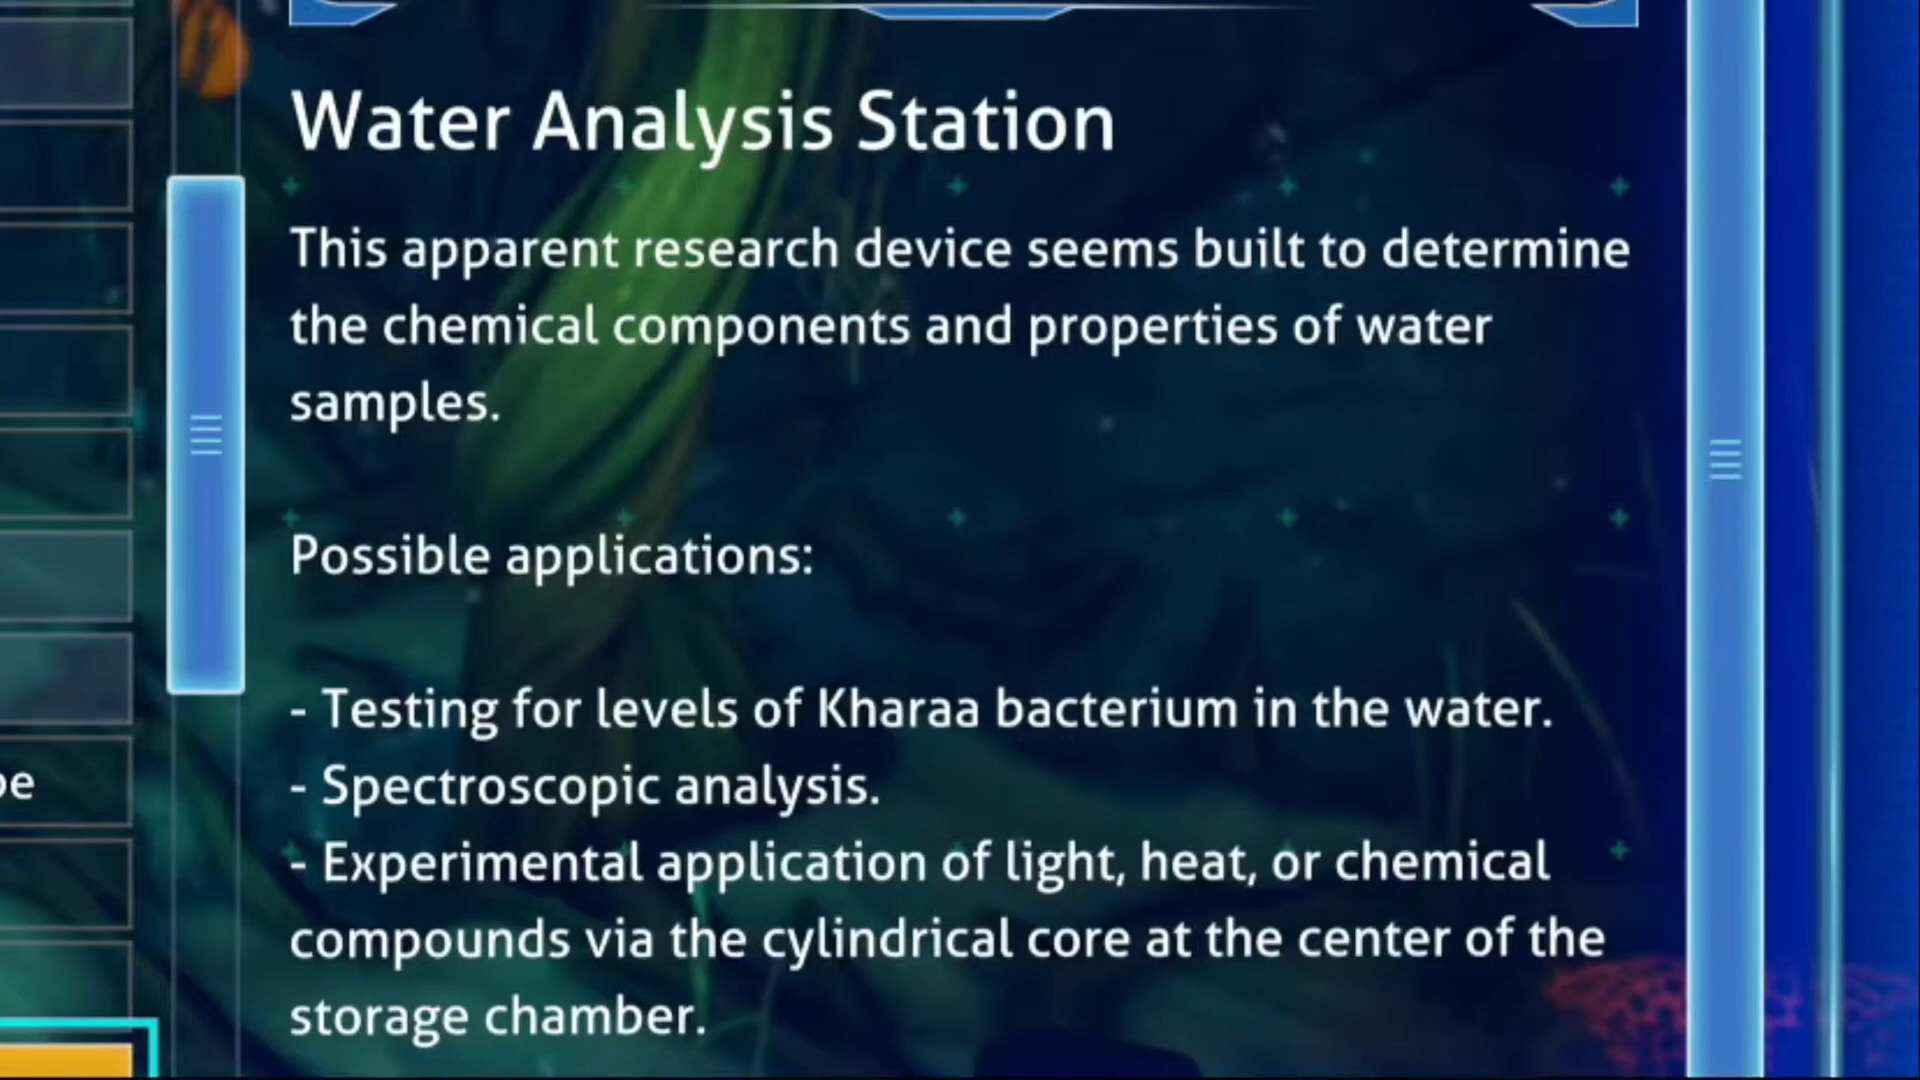 Water Analysis Station
This apparent research device seems built to determine
the chemical components and properties of water
samples.
Possible applications:
- Testing for levels of Kharaa bacterium in the water.
- Spectroscopic analysis.
- Experimental application of light, heat, or chemical
compounds via the cylindrical core at the center of the
storage chamber.